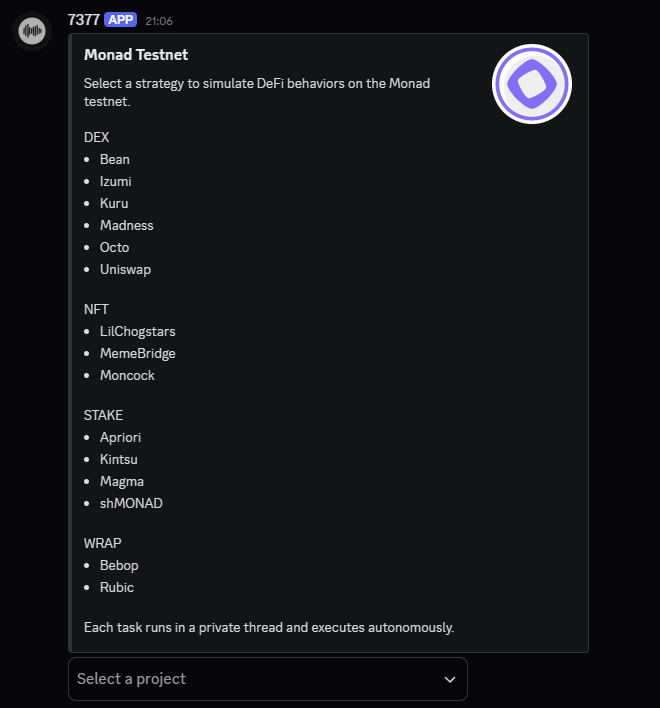 7377 APP 21:06
Monad Testnet
Select a strategy to simulate DeFi behaviors on the Monad
testnet.
DEX
• Bean
• Izumi
• Kuru
• Madness
• Octo
• Uniswap
NFT
• LilChogstars
• MemeBridge
• Moncock
STAKE
• Apriori
• Kintsu
• Magma
• shMONAD
WRAP
• Bebop
• Rubic
Each task runs in a private thread and executes autonomously.
Select a project